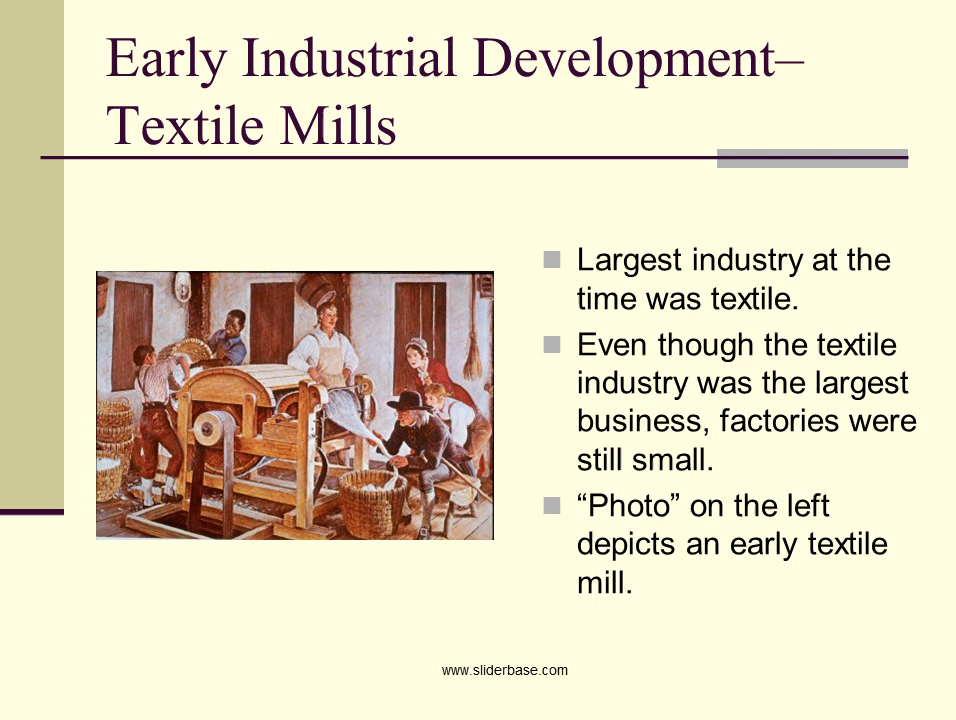 Early Industrial Development–
Textile Mills
Largest industry at the
time was textile.
Even though the textile
industry was the largest
business, factories were
still small.
“Photo” on the left
depicts an early textile
mill.
www.sliderbase.com